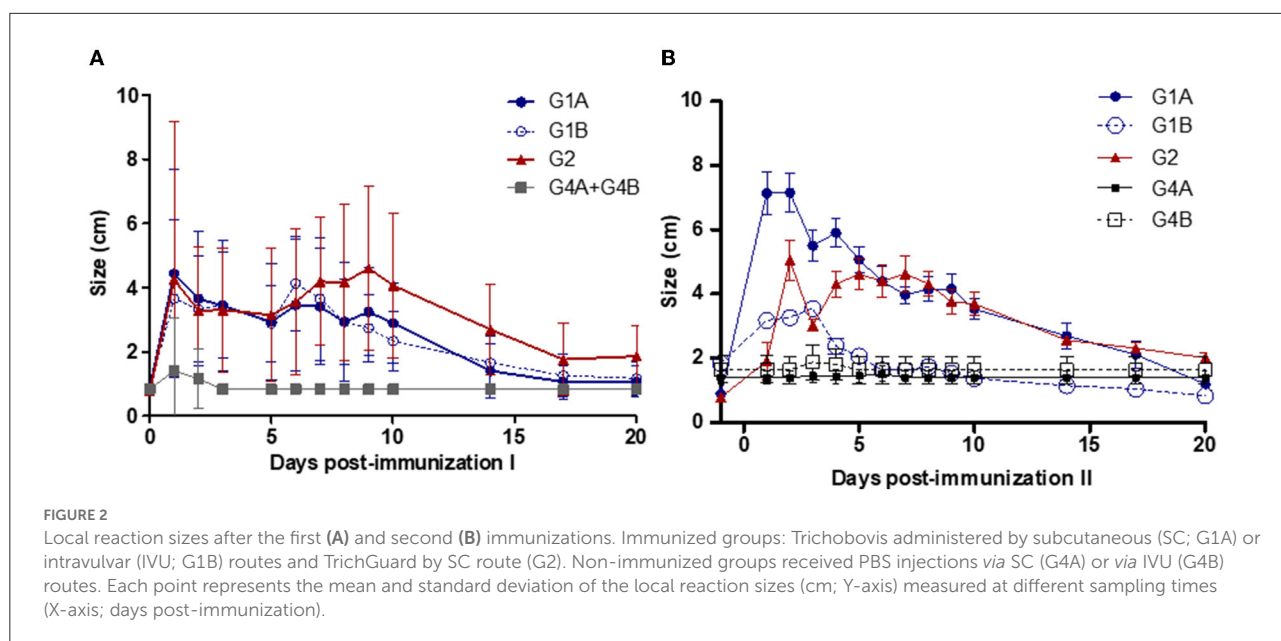 A
10
8
6
4
2
0
Size (cm)
0 5 10 15 20
Days post-immunization I
G1A
G1B
G2
G4A+G4B
B
10
8
6
4
2
0
Size (cm)
0 5 10 15 20
Days post-immunization II
G1A
G1B
G2
G4A
G4B
FIGURE 2
Local reaction sizes after the first (A) and second (B) immunizations. Immunized groups: Trichobovis administered by subcutaneous (SC; G1A) or
intravulvar (IVU; G1B) routes and TrichGuard by SC route (G2). Non-immunized groups received PBS injections via SC (G4A) or via IVU (G4B)
routes. Each point represents the mean and standard deviation of the local reaction sizes (cm; Y-axis) measured at different sampling times
(X-axis; days post-immunization).